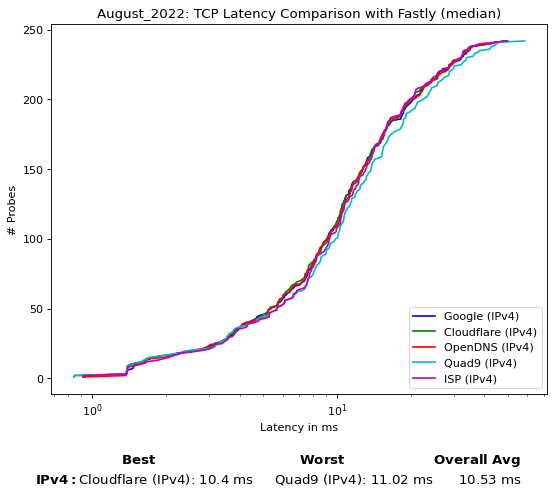 August_2022: TCP Latency Comparison with Fastly (median)
250
200
150
100
50
0
# Probes
Google (IPv4)
Cloudflare (IPv4)
OpenDNS (IPv4)
Quad9 (IPv4)
ISP (IPv4)
10⁰ 10¹
Latency in ms
Best Worst Overall Avg
IPv4: Cloudflare (IPv4): 10.4 ms Quad9 (IPv4): 11.02 ms 10.53 ms